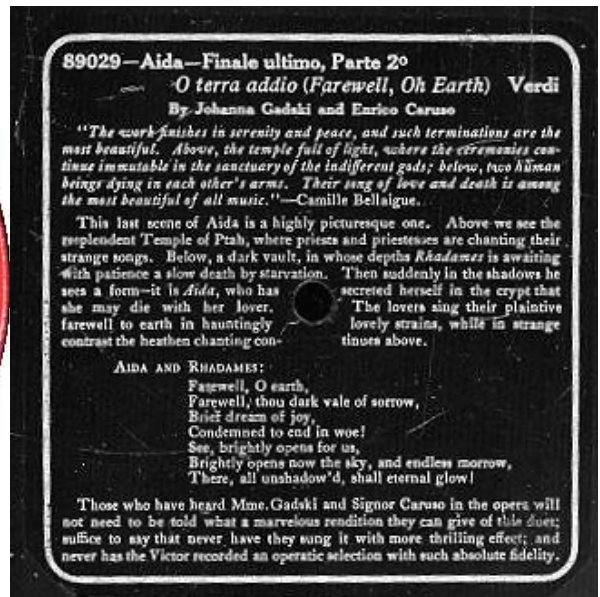 89029—Aida—Finale ultimo, Parte 2º
O terra addio (Farewell, Oh Earth) Verdi
By Johanna Gadski and Enrico Caruso
"The work finishes in serenity and peace, and such terminations are the
most beautiful. Above, the temple full of light, where the ceremonies con-
tinue immutable in the sanctuary of the indifferent gods; below, two human
beings dying in each other's arms. Their song of love and death is among
the most beautiful of all music."—Camille Bellaigue.
This last scene of Aida is a highly picturesque one. Above we see the
resplendent Temple of Ptah, where priests and priestesses are chanting their
strange songs. Below, a dark vault, in whose depths Rhadames is awaiting
with patience a slow death by starvation. Then suddenly in the shadows he
sees a form—it is Aida, who has secreted herself in the crypt that
she may die with her lover. The lovers sing their plaintive
farewell to earth in hauntingly lovely strains, while in strange
contrast the heathen chanting con- tinues above.
AIDA AND RHADAMES:
Farewell, O earth,
Farewell, thou dark vale of sorrow,
Brief dream of joy,
Condemned to end in woe!
See, brightly opens for us,
Brightly opens now the sky, and endless morrow,
There, all unshadow'd, shall eternal glow!
Those who have heard Mme. Gadski and Signor Caruso in the opera will
not need to be told what a marvelous rendition they can give of this duet;
suffice to say that never have they sung it with more thrilling effect; and
never has the Victor recorded an operatic selection with such absolute fidelity.